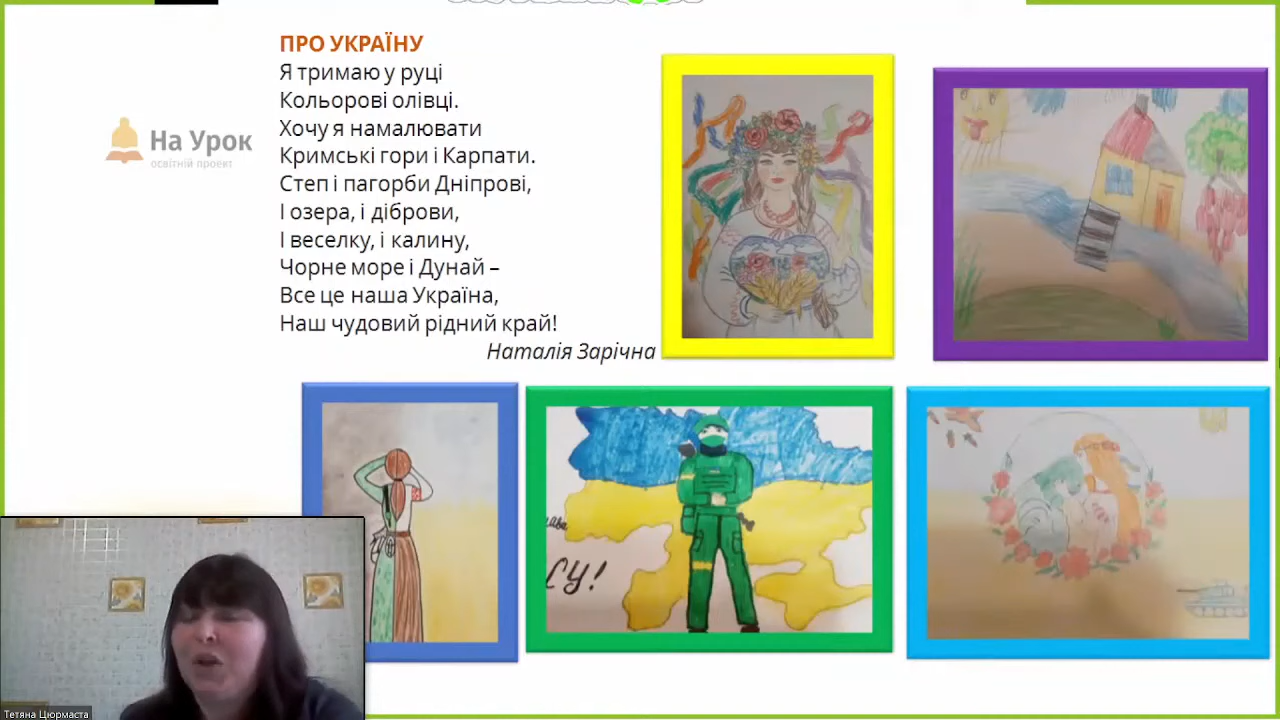 ПРО УКРАЇНУ
Я тримаю у руці
Кольорові олівці.
Хочу я намалювати
Кримські гори і Карпати.
Степ і пагорби Дніпрові,
І озера, і діброви,
І веселку, і калину,
Чорне море і Дунай –
Все це наша Україна,
Наш чудовий рідний край!
Наталія Зарічна
На Урок
освітній проект
Тетяна Цюрмаста